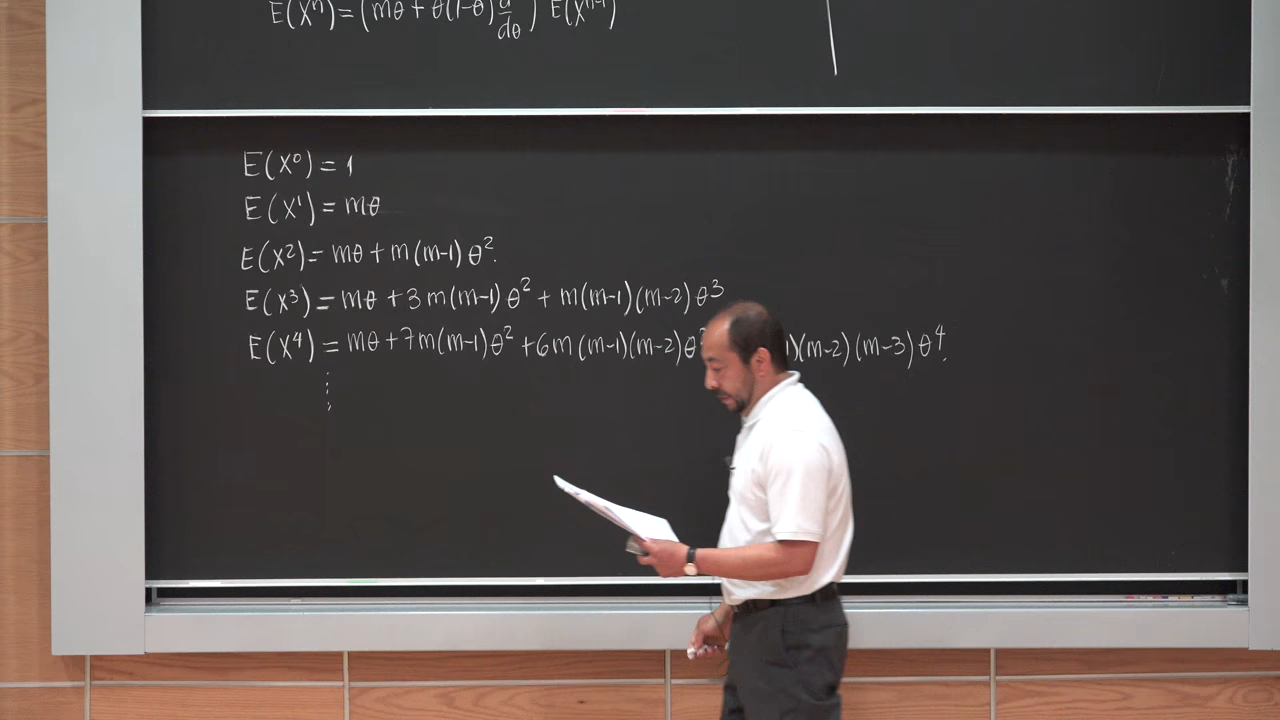 E(X^n) = (mθ + θ(1-θ) d/dθ) E(X^{n-1})
E(X^0) = 1
E(X^1) = mθ
E(X^2) = mθ + m(m-1)θ^2.
E(X^3) = mθ + 3m(m-1)θ^2 + m(m-1)(m-2)θ^3
E(X^4) = mθ + 7m(m-1)θ^2 + 6m(m-1)(m-2)θ 1)(m-2)(m-3)θ^4.